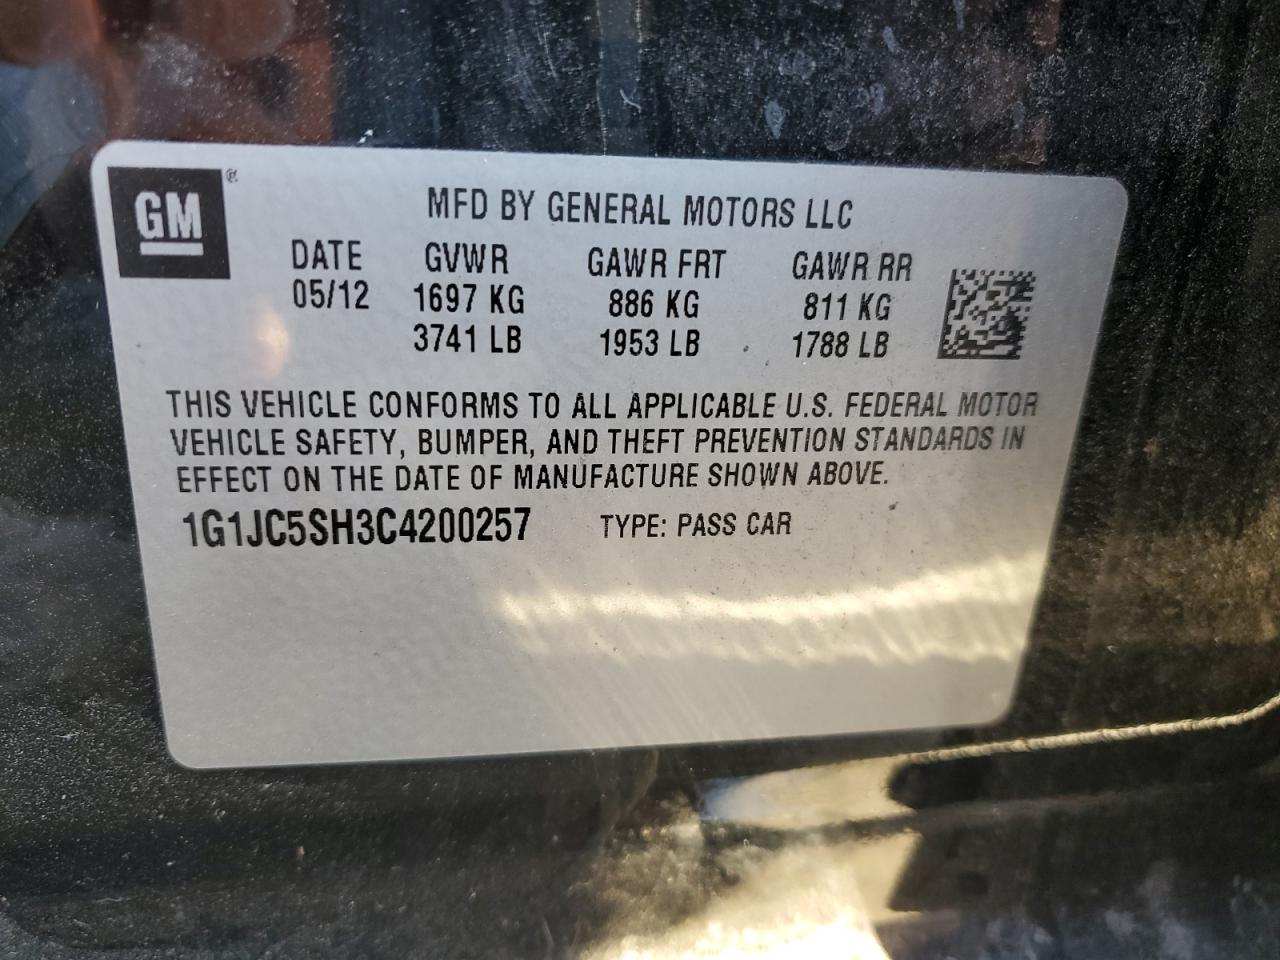 GM ®
MFD BY GENERAL MOTORS LLC
DATE GVWR GAWR FRT GAWR RR
05/12 1697 KG 886 KG 811 KG
3741 LB 1953 LB 1788 LB
THIS VEHICLE CONFORMS TO ALL APPLICABLE U.S. FEDERAL MOTOR
VEHICLE SAFETY, BUMPER, AND THEFT PREVENTION STANDARDS IN
EFFECT ON THE DATE OF MANUFACTURE SHOWN ABOVE.
1G1JC5SH3C4200257 TYPE: PASS CAR